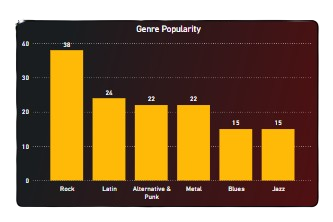 Genre Popularity
40
38
30
24
22
22
20
15
15
10
0
Rock
Latin
Alternative &
Punk
Metal
Blues
Jazz